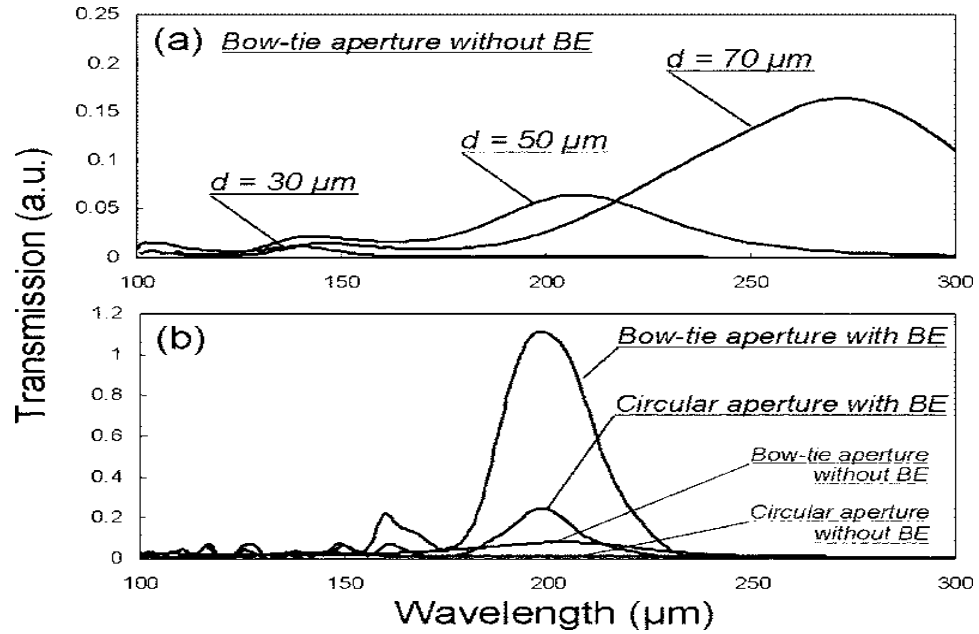 0.25
(a) Bow-tie aperture without BE
0.2
d = 70 µm
0.15
d = 50 µm
0.1
d = 30 µm
0.05
0
100 150 200 250 300
Transmission (a.u.)
1.2
(b)
Bow-tie aperture with BE
1
0.8
Circular aperture with BE
0.6
Bow-tie aperture
without BE
0.4
Circular aperture
without BE
0.2
0
100 150 200 250 300
Wavelength (µm)